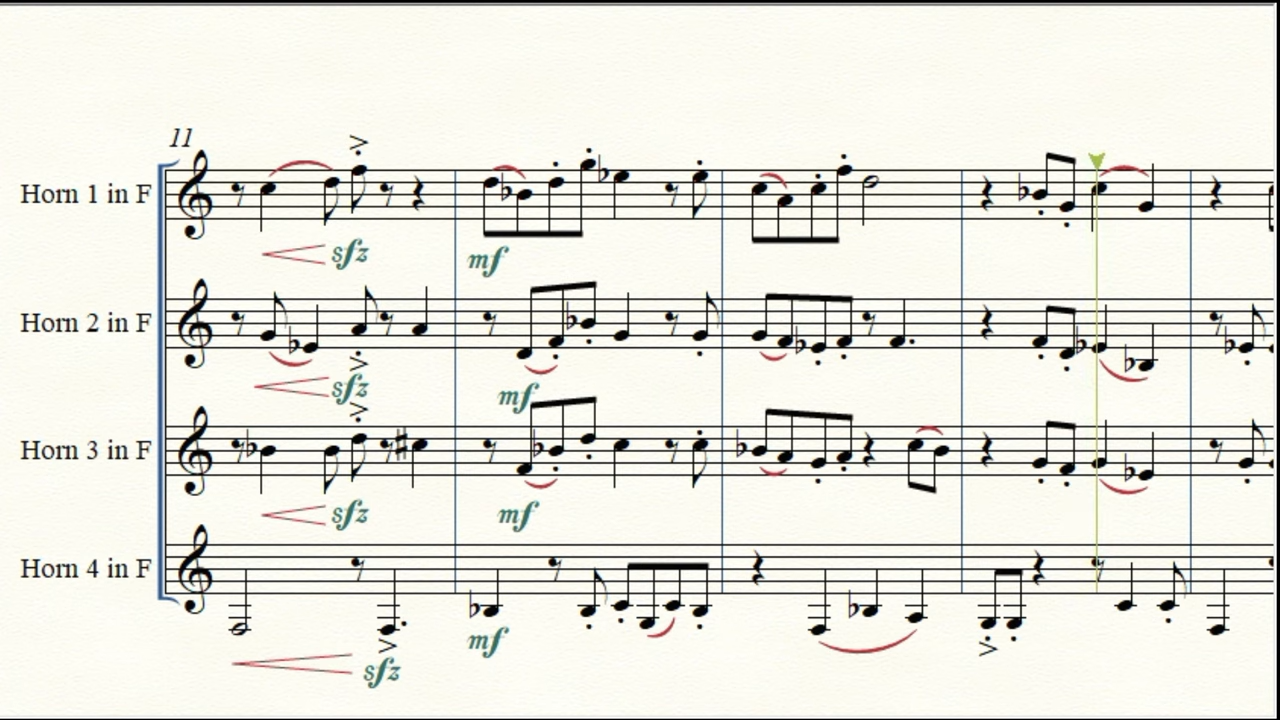 11
Horn 1 in F
sfz mf
Horn 2 in F
sfz mf
Horn 3 in F
sfz mf
Horn 4 in F
mf
sfz